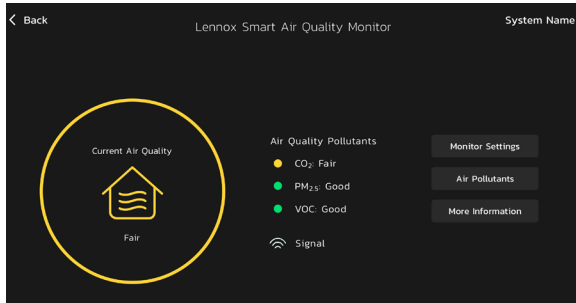 Back
Lennox Smart Air Quality Monitor
System Name
Current Air Quality
Fair
Air Quality Pollutants
CO₂: Fair
PM₂.₅: Good
VOC: Good
Signal
Monitor Settings
Air Pollutants
More Information